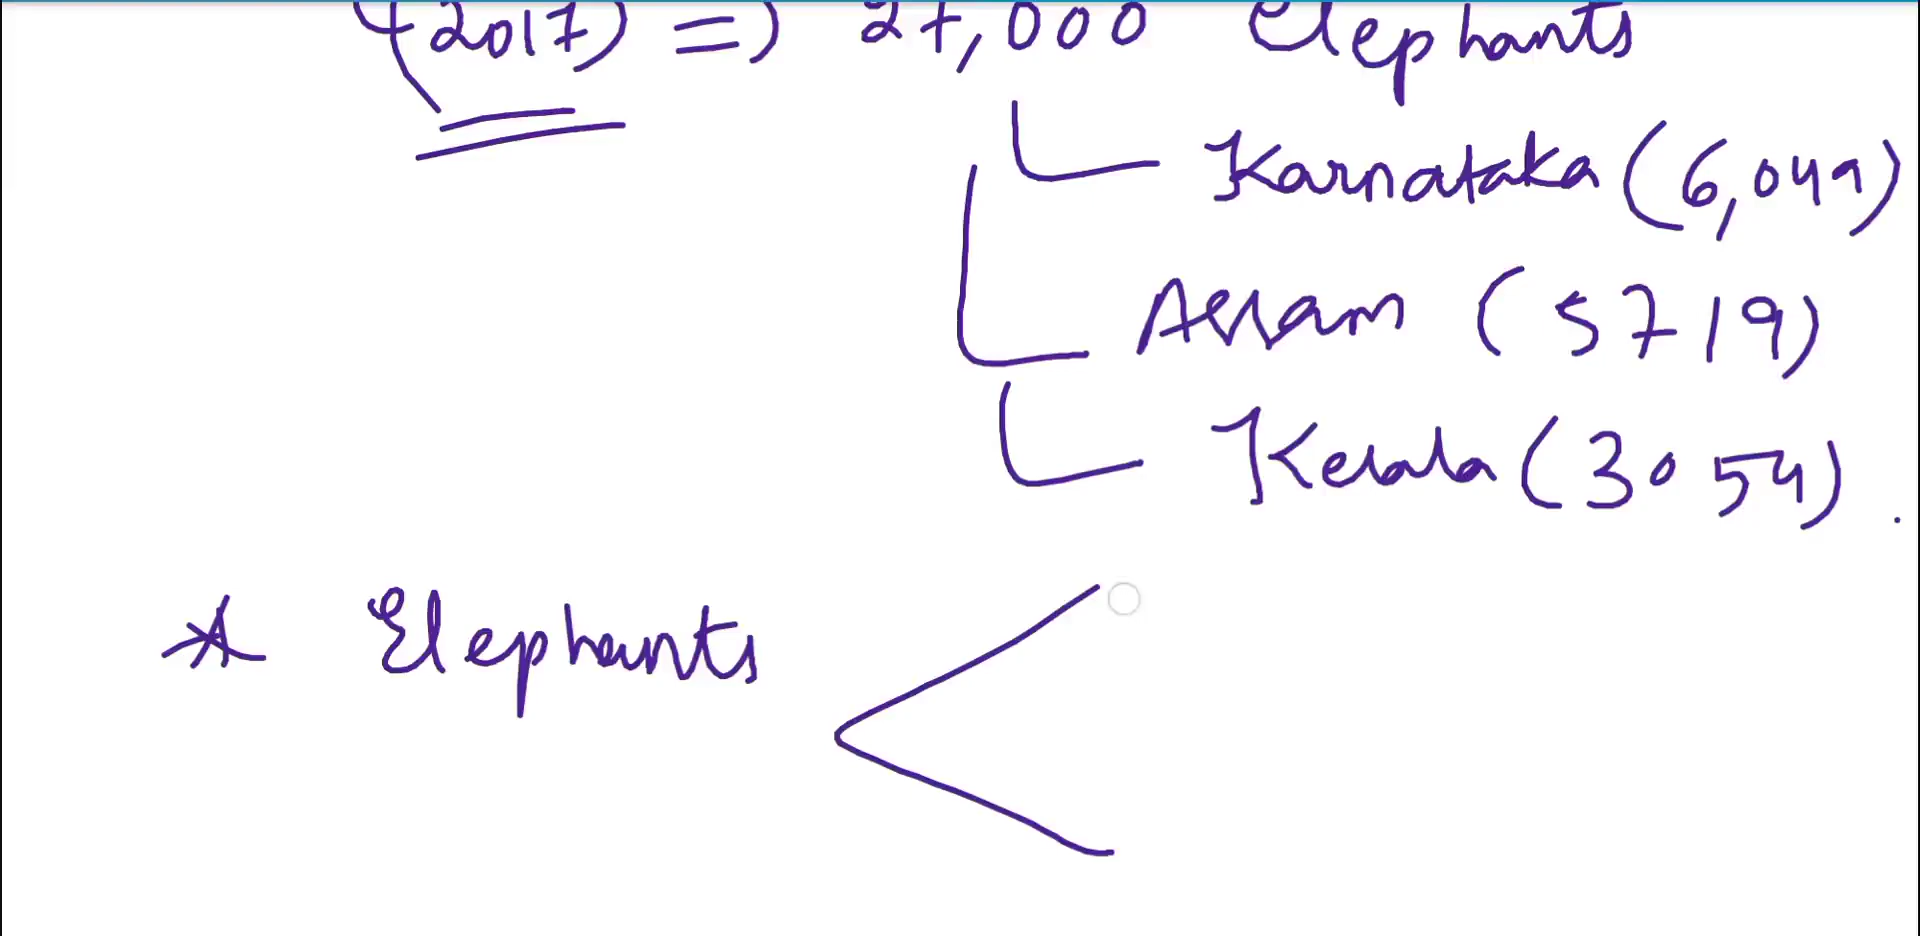 (2017) => 27,000 Elephants
Karnataka (6,049)
Assam (5719)
Kerala (3054).
* Elephants